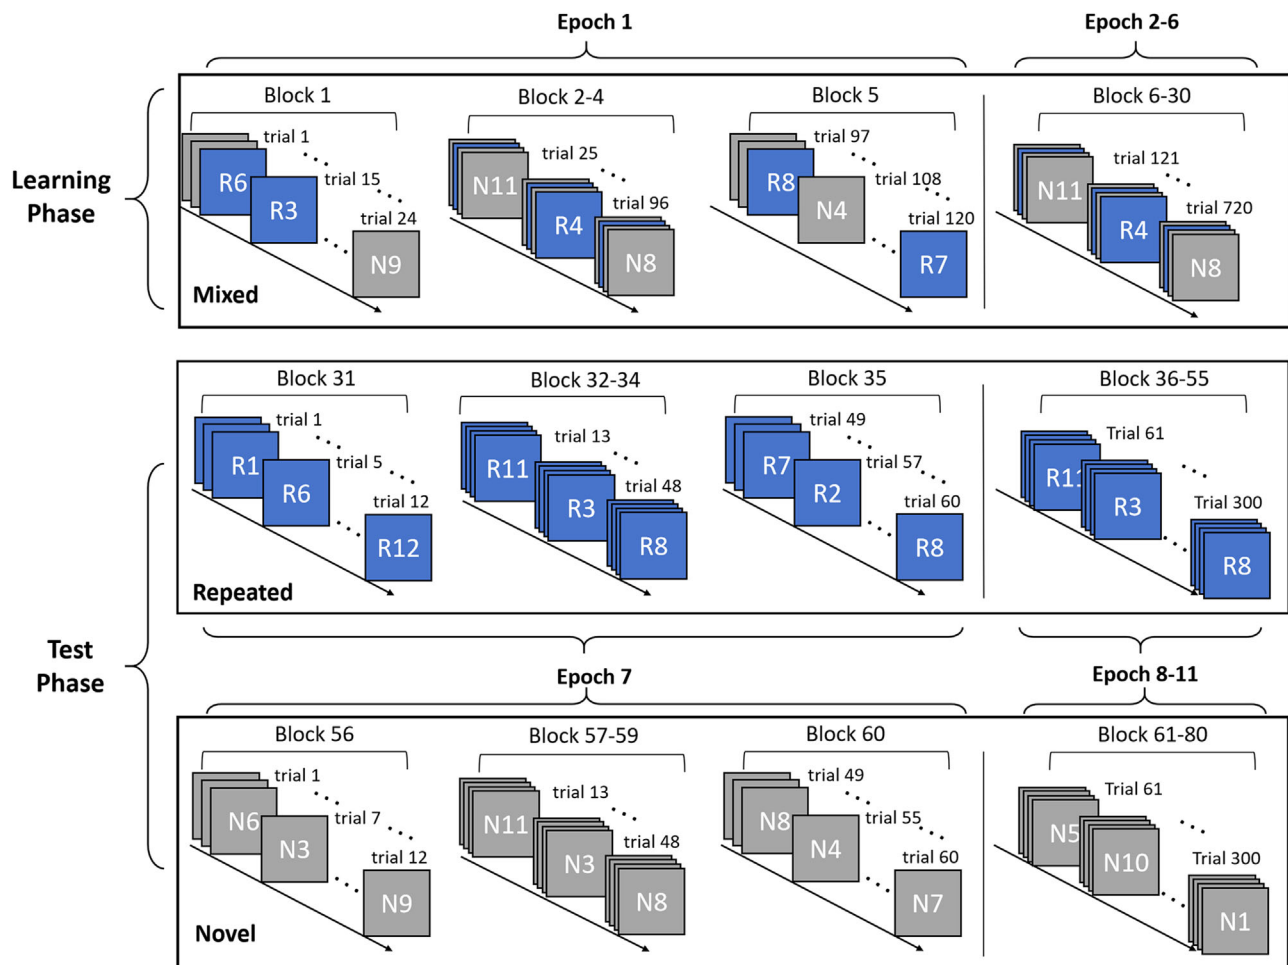 Epoch 1
Epoch 2-6
Learning
Phase
Block 1
trial 1
R6
trial 15
R3
trial 24
N9
Mixed
Block 2-4
trial 25
N11
R4
trial 96
N8
Block 5
trial 97
R8
trial 108
N4
trial 120
R7
Block 6-30
N11
trial 121
R4
trial 720
N8
Test
Phase
Block 31
trial 1
R1
trial 5
R6
trial 12
R12
Repeated
Block 32-34
R11
trial 13
R3
trial 48
R8
Block 35
trial 49
R7
trial 57
R2
trial 60
R8
Block 36-55
Trial 61
R11
R3
Trial 300
R8
Epoch 7
Epoch 8-11
Block 56
trial 1
N6
trial 7
N3
trial 12
N9
Novel
Block 57-59
trial 13
N11
N3
trial 48
N8
Block 60
trial 49
N8
trial 55
N4
trial 60
N7
Block 61-80
Trial 61
N5
N10
Trial 300
N1